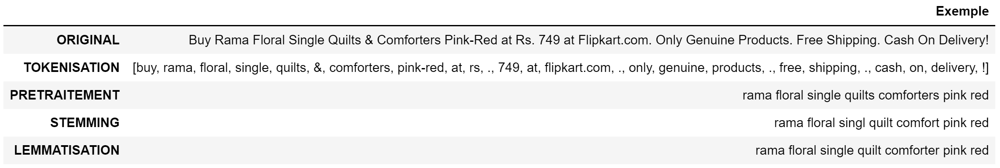 Exemple
ORIGINAL Buy Rama Floral Single Quilts & Comforters Pink-Red at Rs. 749 at Flipkart.com. Only Genuine Products. Free Shipping. Cash On Delivery!
TOKENISATION [buy, rama, floral, single, quilts, &, comforters, pink-red, at, rs, ., 749, at, flipkart.com, ., only, genuine, products, ., free, shipping, ., cash, on, delivery, !]
PRETRAITEMENT rama floral single quilts comforters pink red
STEMMING rama floral singl quilt comfort pink red
LEMMATISATION rama floral single quilt comforter pink red